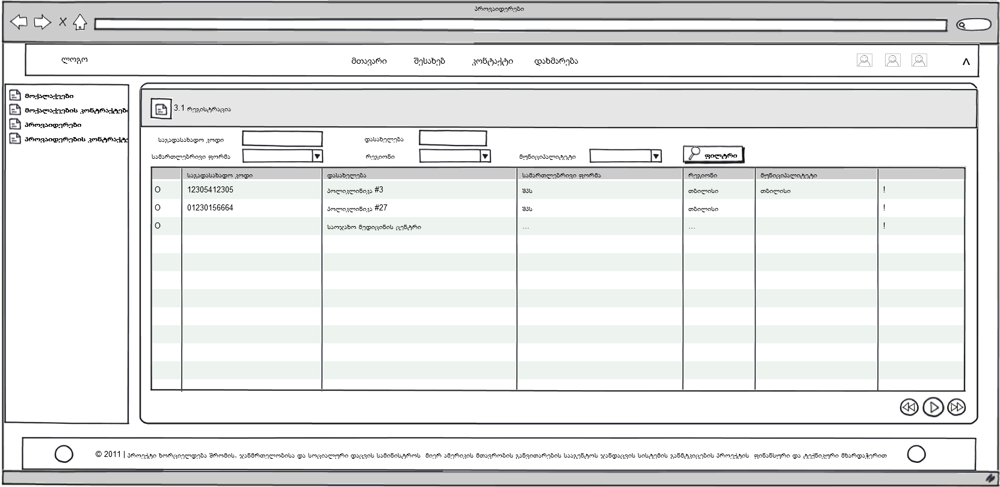 პროვაიდერები
ლოგო
მთავარი შესახებ კონტაქტი დახმარება
მოქალაქეები
მოქალაქეების კონტრაქტები
პროვაიდერები
პროვაიდერების კონტრაქტე
3.1 რეგისტრაცია
საგადასახადო კოდი დასახელება
სამართლებრივი ფორმა რეგიონი მუნიციპალიტეტი ფილტრი
საგადასახადო კოდი დასახელება სამართლებრივი ფორმა რეგიონი მუნიციპალიტეტი
O 12305412305 პოლიკლინიკა #3 შპს თბილისი თბილისი !
O 01230156664 პოლიკლინიკა #27 შპს თბილისი !
O საოჯახო მედიცინის ცენტრი ... ... !
© 2011 | პროექტი ხორციელდება შრომის, ჯანმრთელობისა და სოციალური დაცვის სამინისტროს მიერ ამერიკის მთავრობის განვითარების სააგენტოს ჯანდაცვის სისტემის განმტკიცების პროექტის ფინანსური და ტექნიკური მხარდაჭერით